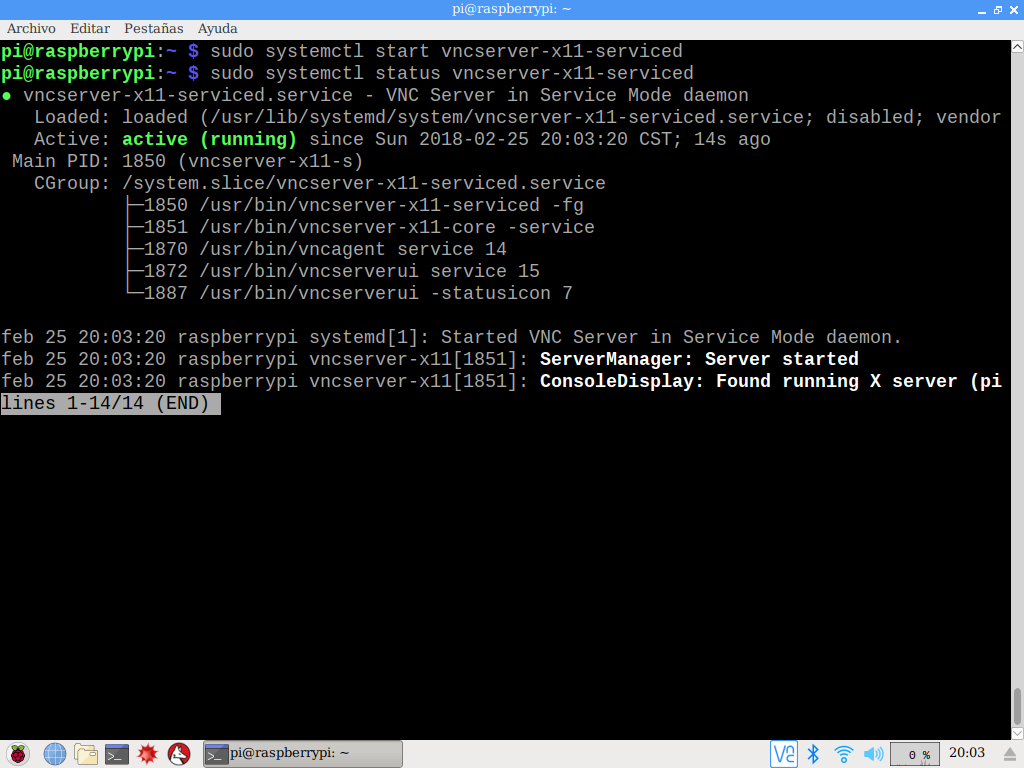 pi@raspberrypi: ~
Archivo Editar Pestañas Ayuda
pi@raspberrypi:~ $ sudo systemctl start vncserver-x11-serviced
pi@raspberrypi:~ $ sudo systemctl status vncserver-x11-serviced
● vncserver-x11-serviced.service - VNC Server in Service Mode daemon
   Loaded: loaded (/usr/lib/systemd/system/vncserver-x11-serviced.service; disabled; vendor
   Active: active (running) since Sun 2018-02-25 20:03:20 CST; 14s ago
 Main PID: 1850 (vncserver-x11-s)
   CGroup: /system.slice/vncserver-x11-serviced.service
           ├─1850 /usr/bin/vncserver-x11-serviced -fg
           ├─1851 /usr/bin/vncserver-x11-core -service
           ├─1870 /usr/bin/vncagent service 14
           ├─1872 /usr/bin/vncserverui service 15
           └─1887 /usr/bin/vncserverui -statusicon 7
feb 25 20:03:20 raspberrypi systemd[1]: Started VNC Server in Service Mode daemon.
feb 25 20:03:20 raspberrypi vncserver-x11[1851]: ServerManager: Server started
feb 25 20:03:20 raspberrypi vncserver-x11[1851]: ConsoleDisplay: Found running X server (pi
lines 1-14/14 (END)
pi@raspberrypi: ~ 0 % 20:03